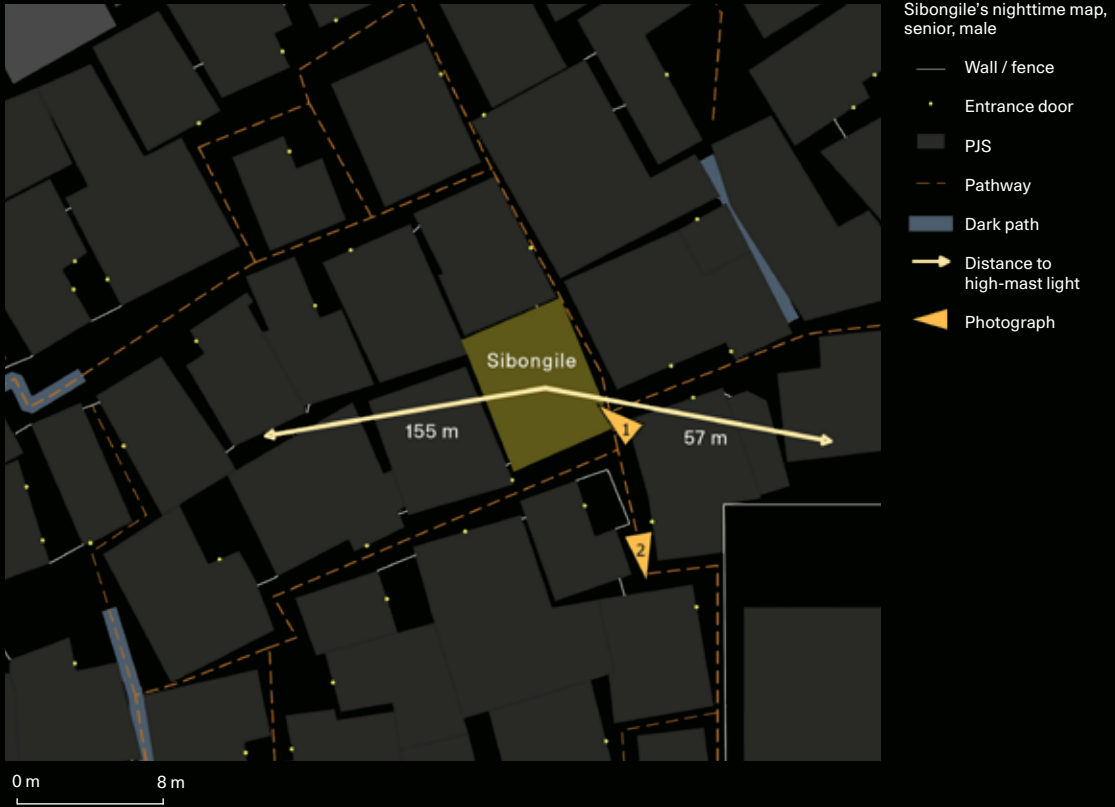 Sibongile’s nighttime map,
senior, male
Wall / fence
Entrance door
PJS
Pathway
Dark path
Distance to
high-mast light
Photograph
Sibongile
155 m
1
57 m
2
0 m
8 m